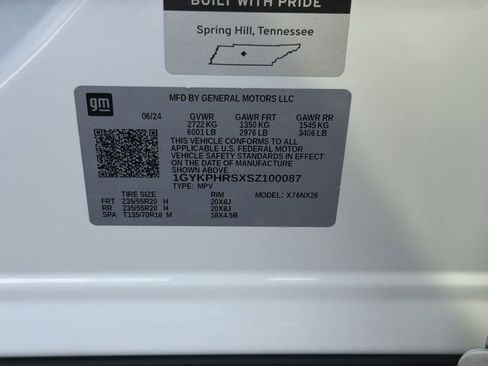 BUILT WITH PRIDE
Spring Hill, Tennessee
gm
MFD BY GENERAL MOTORS LLC
06/24 GVWR GAWR FRT GAWR RR
2722 KG 1350 KG 1545 KG
6001 LB 2976 LB 3406 LB
THIS VEHICLE CONFORMS TO ALL APPLICABLE U.S. FEDERAL MOTOR
VEHICLE SAFETY STANDARDS IN EFFECT ON
THE DATE OF MANUFACTURE SHOWN ABOVE.
1GYKPHRSXSZ100087
TYPE: MPV MODEL: X76NX26
TIRE SIZE RIM
FRT 235/55R20 H 20X8J
RR 235/55R20 H 20X8J
SPA T135/70R18 M 18X4.5B